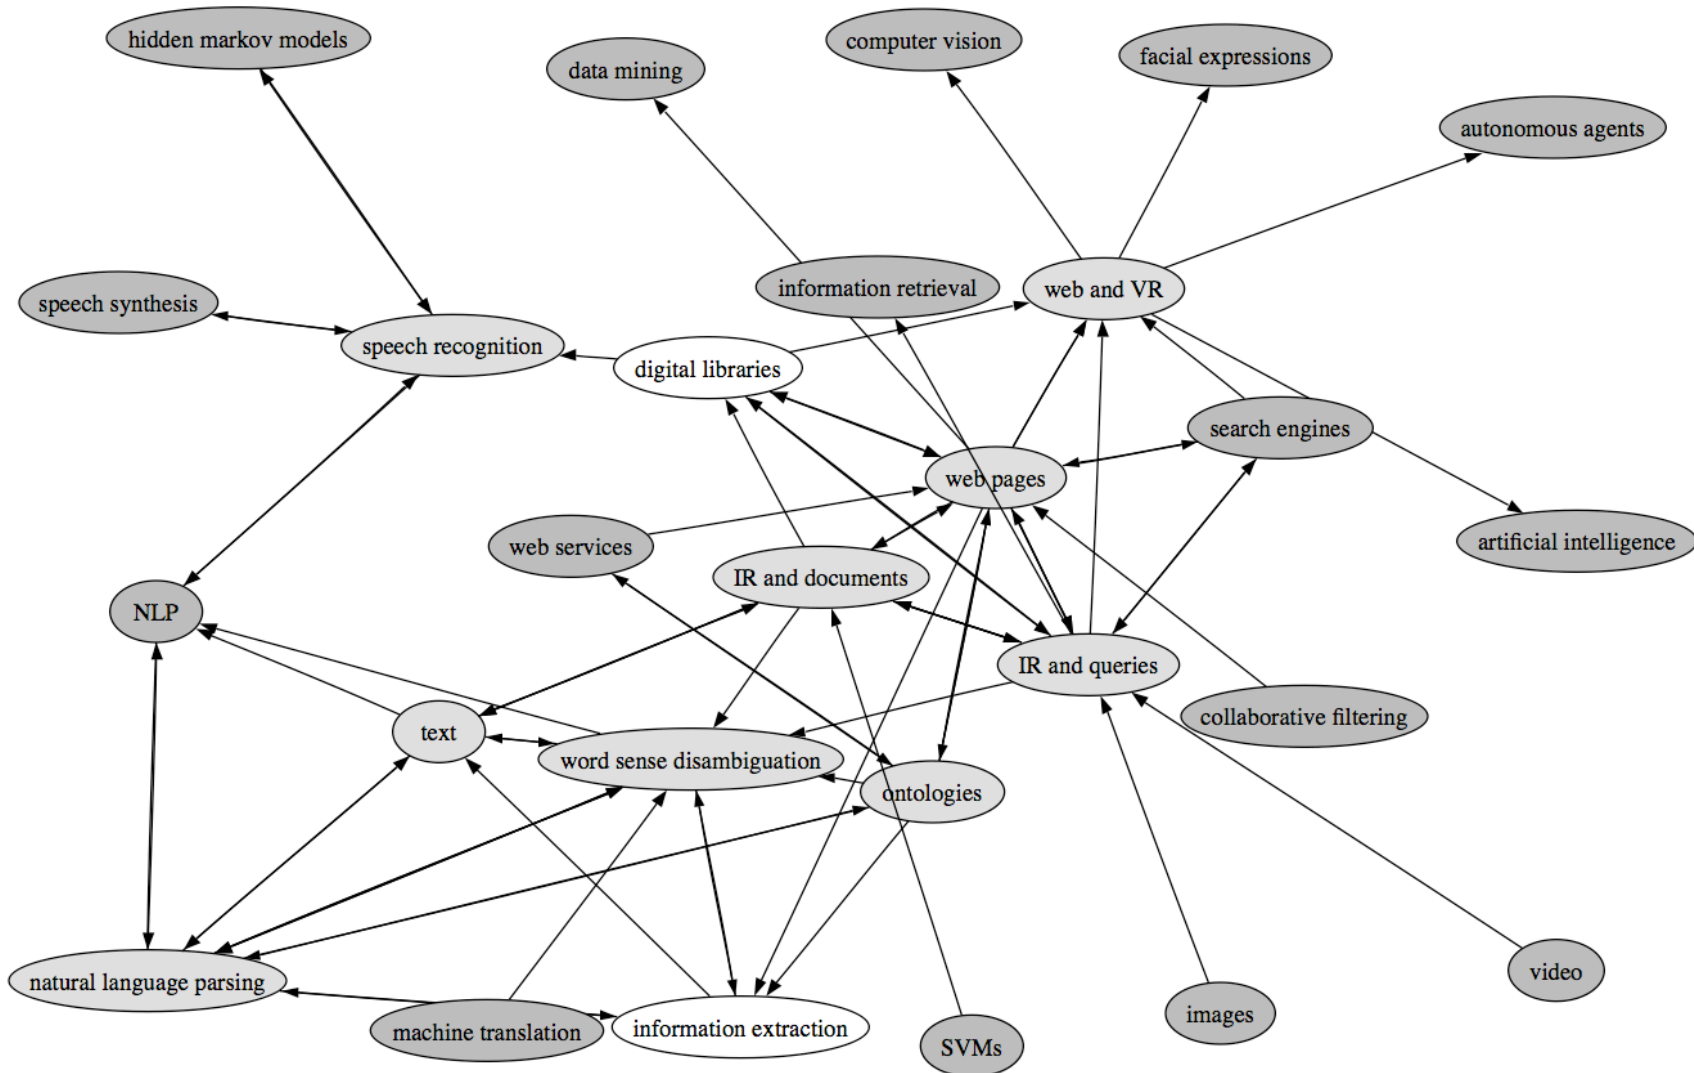 hidden markov models
data mining
computer vision
facial expressions
autonomous agents
speech synthesis
information retrieval
web and VR
speech recognition
digital libraries
search engines
web pages
web services
artificial intelligence
IR and documents
NLP
IR and queries
collaborative filtering
text
word sense disambiguation
ontologies
natural language parsing
video
images
machine translation
information extraction
SVMs